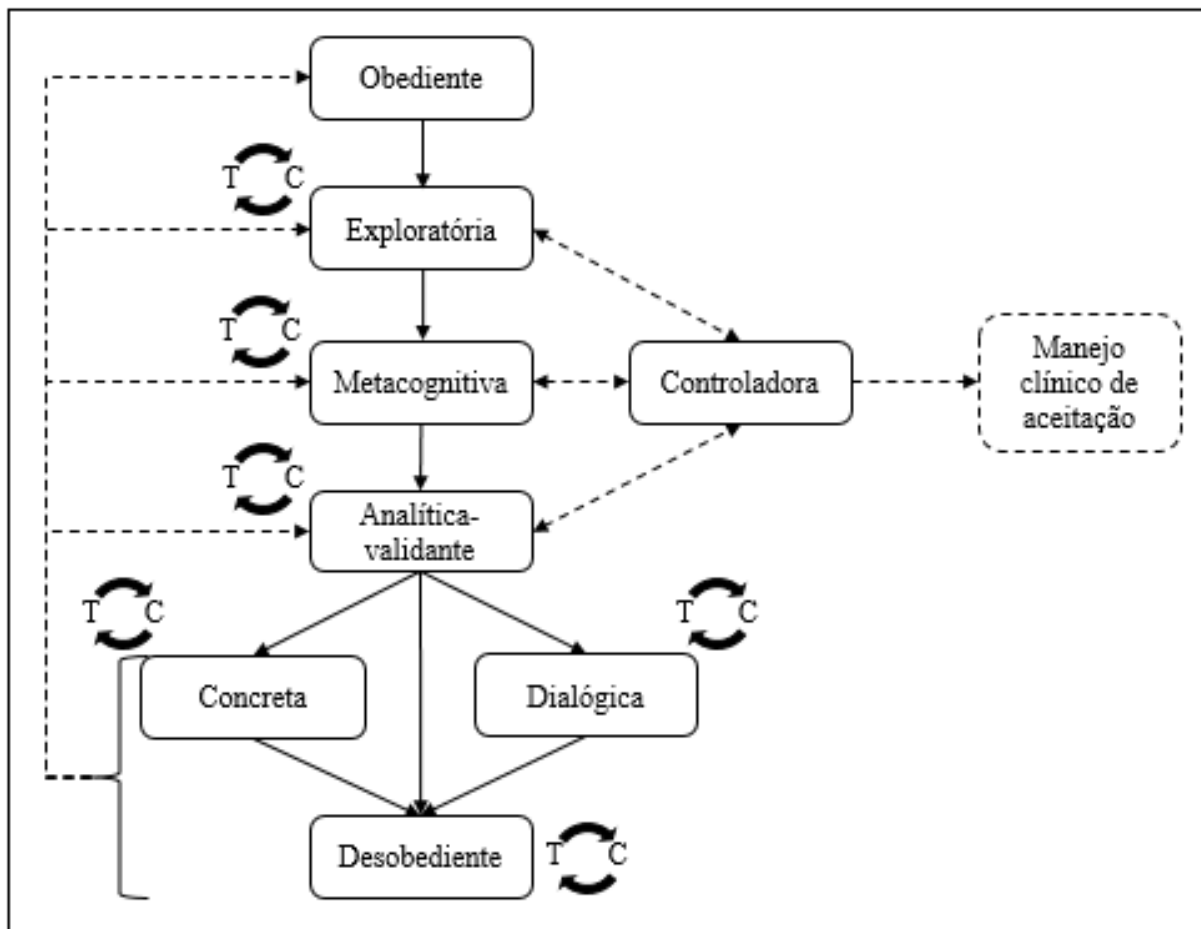 Obediente
T C
Exploratória
T C
Metacognitiva
Controladora
Manejo
clínico de
aceitação
T C
Analítica-
validante
T C
T C
Concreta
Dialógica
Desobediente
T C